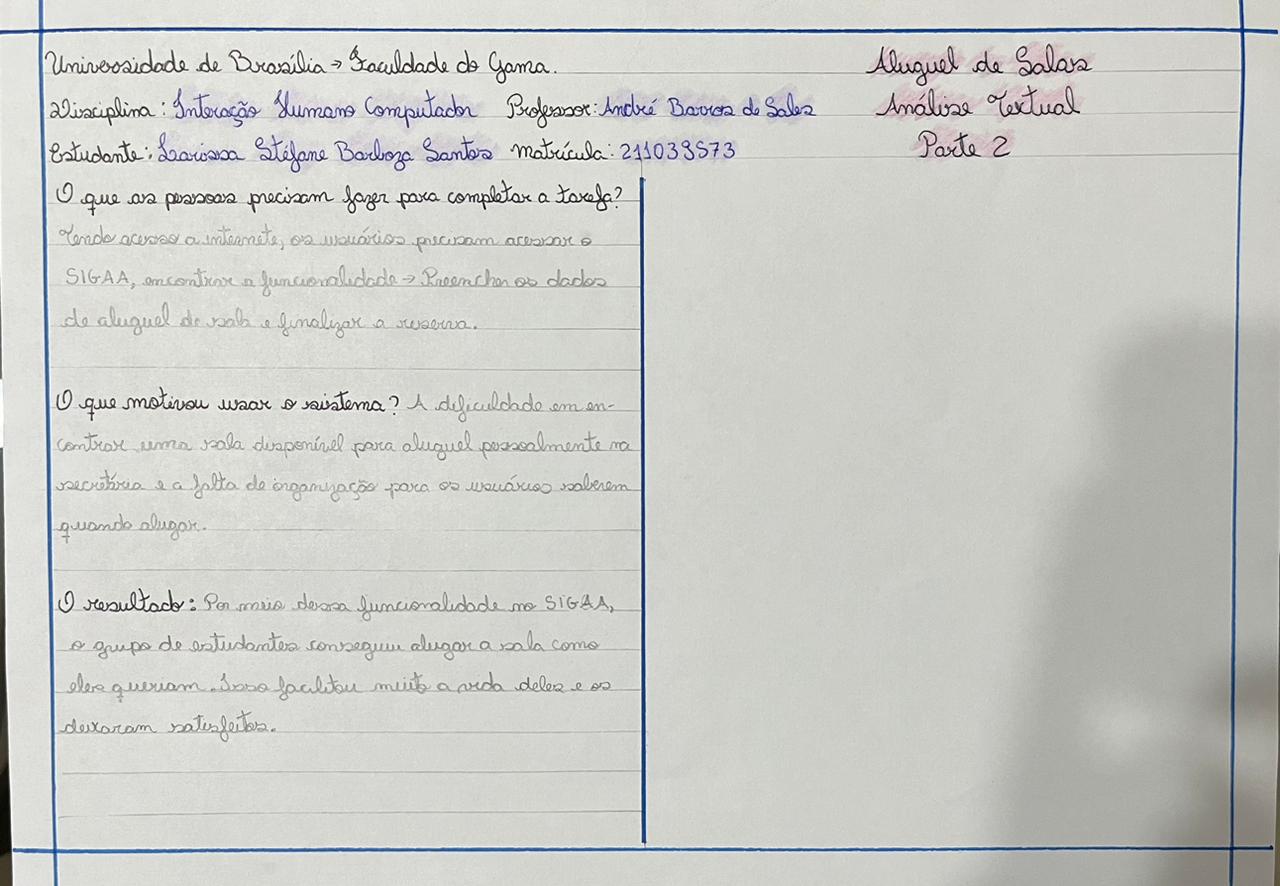 Universidade de Brasília → Faculdade do Gama.
Aluguel de Salas
Disciplina: Interação Humano Computador Professor: André Barros de Sales
Análise Textual
Estudante: Larissa Stéfane Barboza Santos Matrícula: 211039573
Parte 2
O que as pessoas precisam fazer para completar a tarefa?
Tendo acesso a internete, os usuários precisam acessar o
SIGAA, encontrar a funcionalidade → Preencher os dados
de aluguel de sala e finalizar a reserva.
O que motivou usar o sistema? A dificuldade em en-
contrar uma sala disponível para aluguel pessoalmente na
secretária e a falta de organização para os usuários saberem
quando alugar.
O resultado: Por meio dessa funcionalidade no SIGAA,
o grupo de estudantes conseguiu alugar a sala como
eles queriam. Isso facilitou muito a vida deles e os
deixaram satisfeitos.